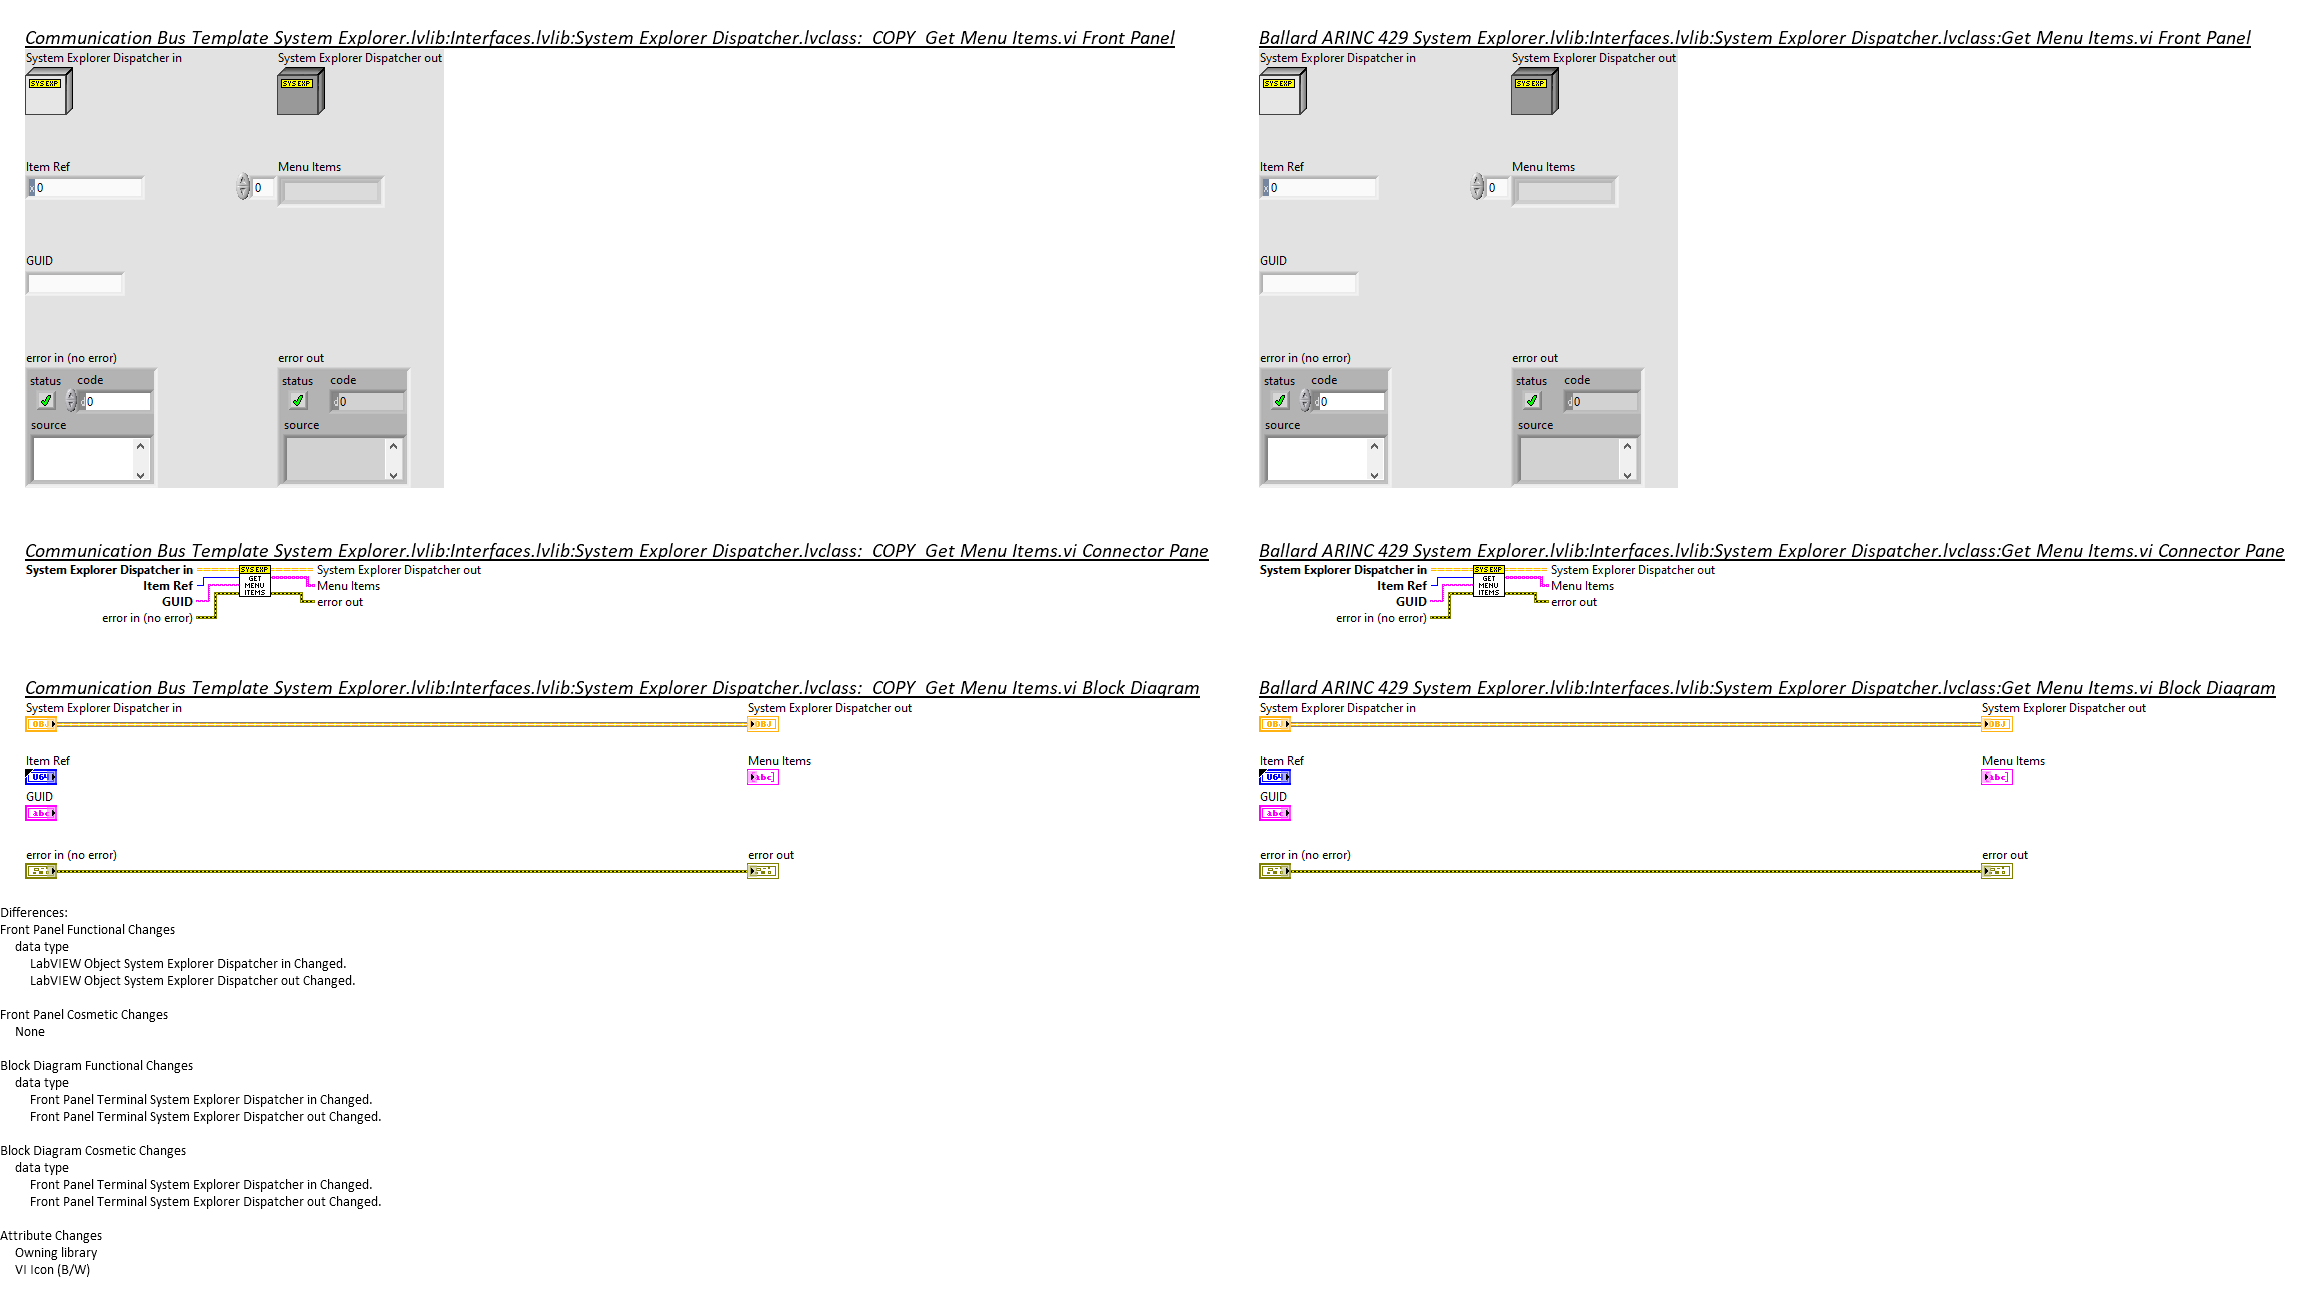 Communication Bus Template System Explorer.lvlib:Interfaces.lvlib:System Explorer Dispatcher.lvclass:_COPY_Get Menu Items.vi Front Panel
System Explorer Dispatcher in
System Explorer Dispatcher out
SYS EXP
SYS EXP
Item Ref
Menu Items
x 0
0
GUID
error in (no error)
error out
status
code
status
code
d 0
d 0
source
source
Communication Bus Template System Explorer.lvlib:Interfaces.lvlib:System Explorer Dispatcher.lvclass:_COPY_Get Menu Items.vi Connector Pane
System Explorer Dispatcher in
SYS EXP
System Explorer Dispatcher out
Item Ref
GET
MENU
ITEMS
Menu Items
GUID
error out
error in (no error)
Communication Bus Template System Explorer.lvlib:Interfaces.lvlib:System Explorer Dispatcher.lvclass:_COPY_Get Menu Items.vi Block Diagram
System Explorer Dispatcher in
System Explorer Dispatcher out
OBJ
OBJ
Item Ref
Menu Items
U64
abc
GUID
abc
error in (no error)
error out
Ballard ARINC 429 System Explorer.lvlib:Interfaces.lvlib:System Explorer Dispatcher.lvclass:Get Menu Items.vi Front Panel
System Explorer Dispatcher in
System Explorer Dispatcher out
SYS EXP
SYS EXP
Item Ref
Menu Items
x 0
0
GUID
error in (no error)
error out
status
code
status
code
d 0
d 0
source
source
Ballard ARINC 429 System Explorer.lvlib:Interfaces.lvlib:System Explorer Dispatcher.lvclass:Get Menu Items.vi Connector Pane
System Explorer Dispatcher in
SYS EXP
System Explorer Dispatcher out
Item Ref
GET
MENU
ITEMS
Menu Items
GUID
error out
error in (no error)
Ballard ARINC 429 System Explorer.lvlib:Interfaces.lvlib:System Explorer Dispatcher.lvclass:Get Menu Items.vi Block Diagram
System Explorer Dispatcher in
System Explorer Dispatcher out
OBJ
OBJ
Item Ref
Menu Items
U64
abc
GUID
abc
error in (no error)
error out
Differences:
Front Panel Functional Changes
data type
LabVIEW Object System Explorer Dispatcher in Changed.
LabVIEW Object System Explorer Dispatcher out Changed.
Front Panel Cosmetic Changes
None
Block Diagram Functional Changes
data type
Front Panel Terminal System Explorer Dispatcher in Changed.
Front Panel Terminal System Explorer Dispatcher out Changed.
Block Diagram Cosmetic Changes
data type
Front Panel Terminal System Explorer Dispatcher in Changed.
Front Panel Terminal System Explorer Dispatcher out Changed.
Attribute Changes
Owning library
VI Icon (B/W)